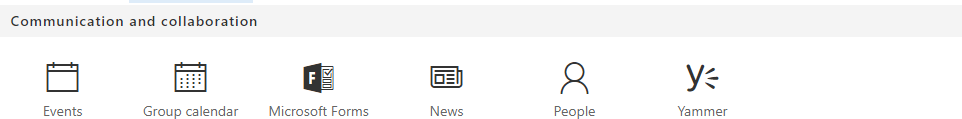 Communication and collaboration
F
Events
Group calendar
Microsoft Forms
News
People
Yammer